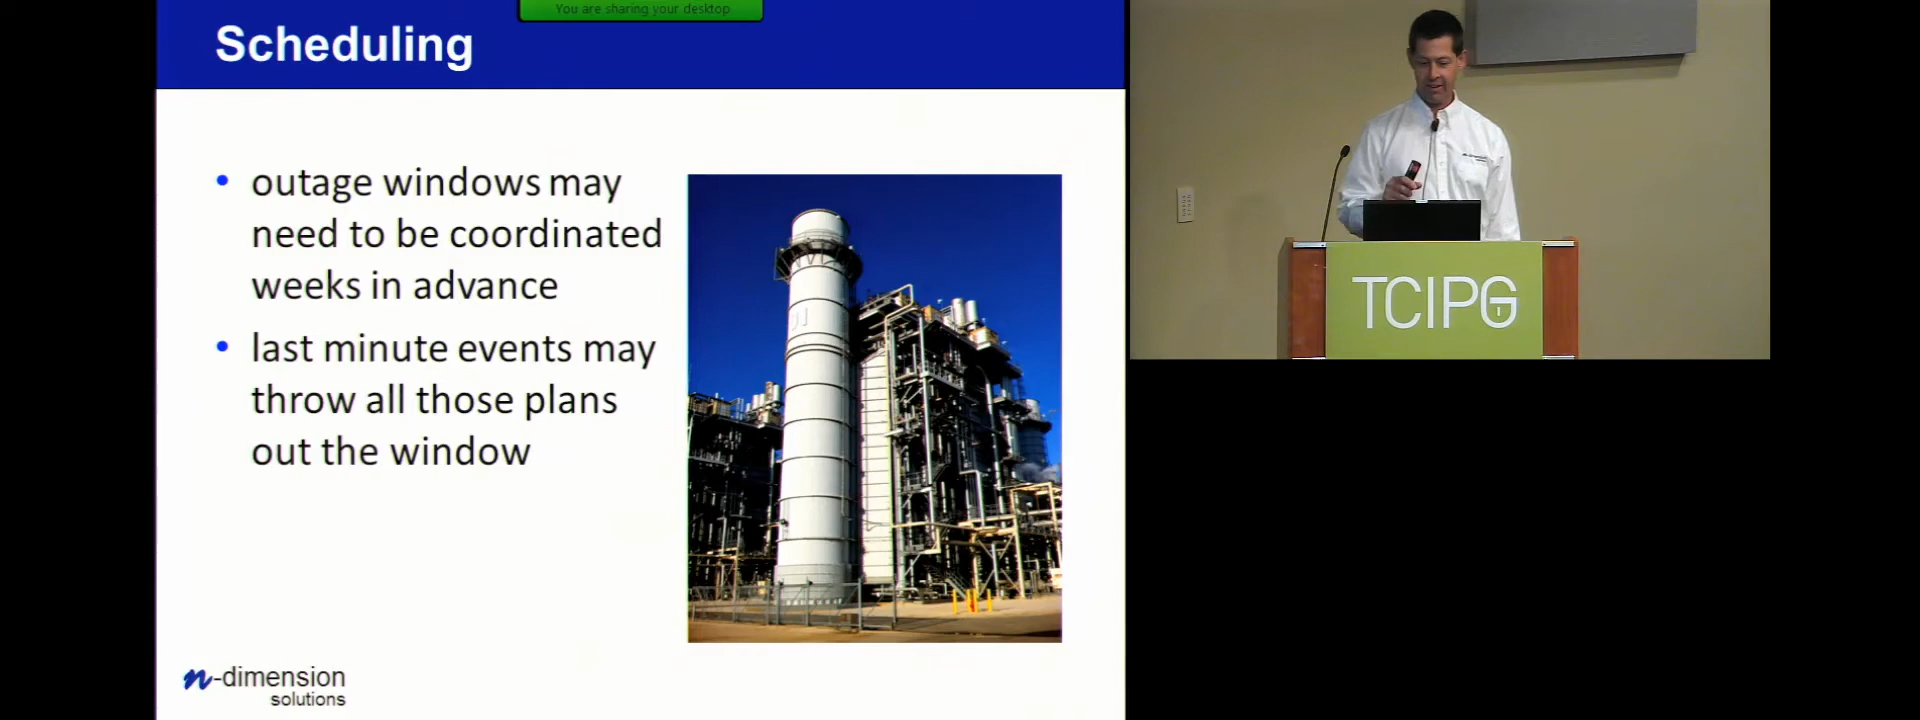 You are sharing your desktop
Scheduling
• outage windows may
need to be coordinated
weeks in advance
• last minute events may
throw all those plans
out the window
n-dimension
solutions
TCIPG